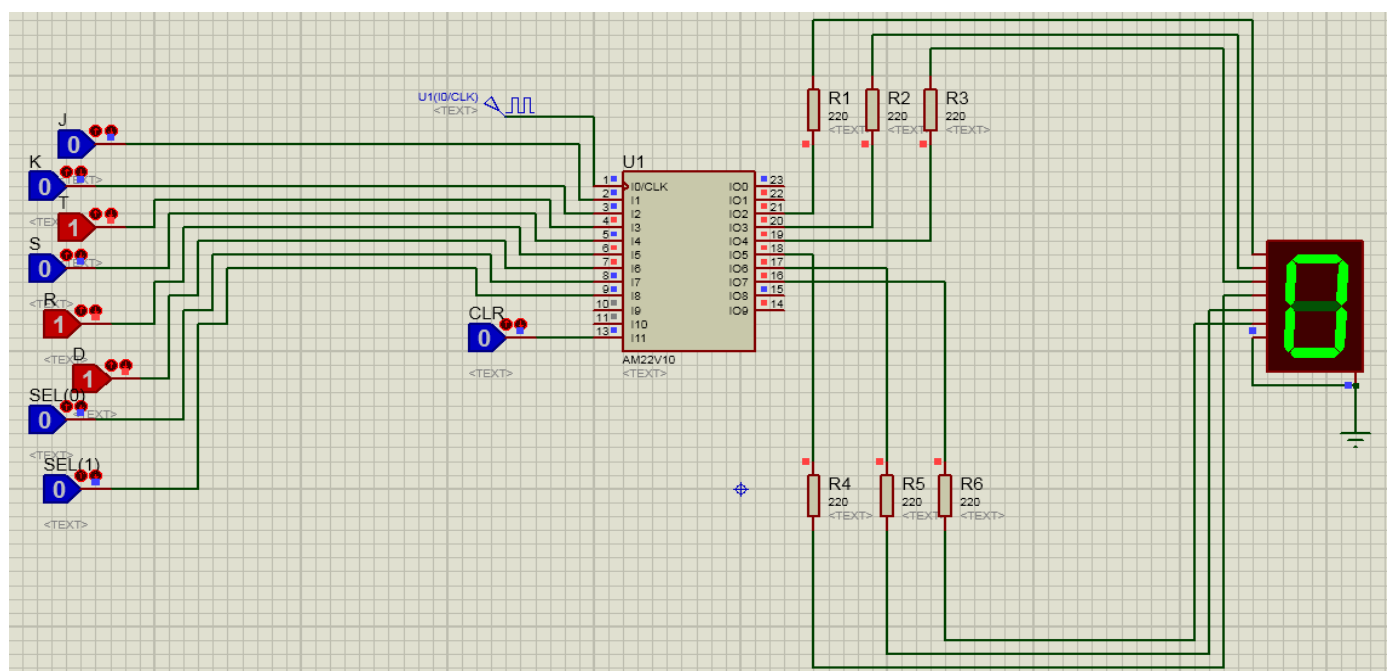 U1(I0/CLK)
<TEXT>
R1
220
<TEXT>
R2
220
<TEXT>
R3
220
<TEXT>
J
0
<TEXT>
K
0
<TEXT>
T
1
<TEXT>
S
0
<TEXT>
R
1
<TEXT>
D
1
<TEXT>
SEL(0)
0
<TEXT>
SEL(1)
0
<TEXT>
CLR
0
<TEXT>
U1
1 I0/CLK IO0 23
2 I1 IO1 22
3 I2 IO2 21
4 I3 IO3 20
5 I4 IO4 19
6 I5 IO5 18
7 I6 IO6 17
8 I7 IO7 16
9 I8 IO8 15
10 I9 IO9 14
11 I10
13 I11
AM22V10
<TEXT>
0
R4
220
<TEXT>
R5
220
<TEXT>
R6
220
<TEXT>